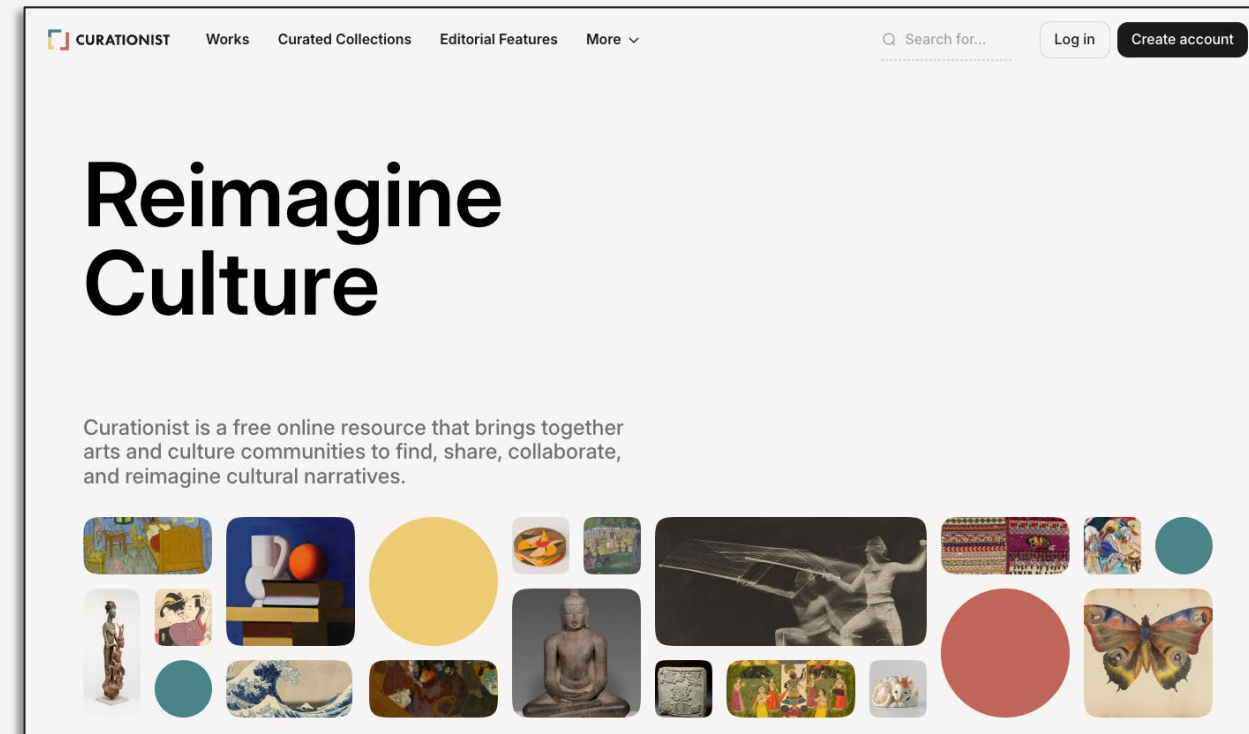 CURATIONIST Works Curated Collections Editorial Features More Search for... Log in Create account
Reimagine
Culture
Curationist is a free online resource that brings together
arts and culture communities to find, share, collaborate,
and reimagine cultural narratives.